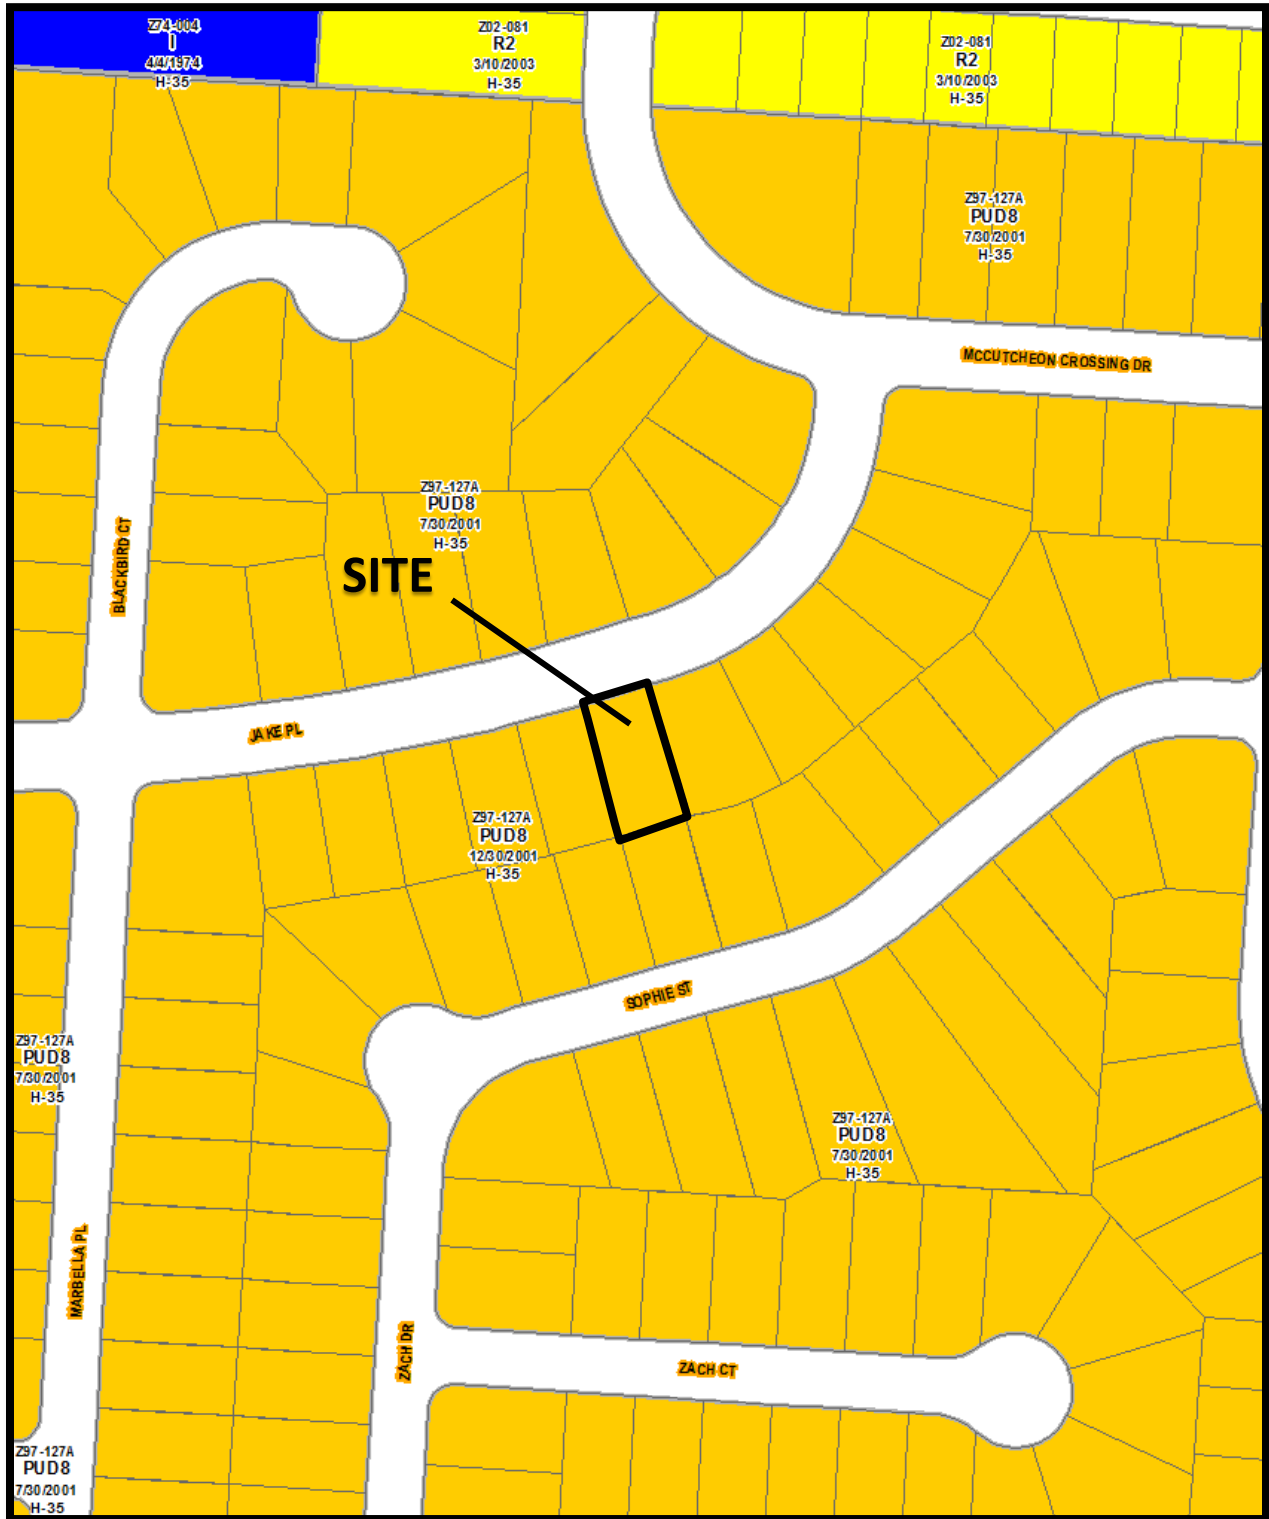 Z74-004
I
4/4/1974
H-35
Z02-081
R2
3/10/2003
H-35
Z02-081
R2
3/10/2003
H-35
Z97-127A
PUD8
7/30/2001
H-35
MCCUTCHEON CROSSING DR
Z97-127A
PUD8
7/30/2001
H-35
BLACKBIRD CT
SITE
JAKE PL
Z97-127A
PUD8
12/30/2001
H-35
SOPHIE ST
Z97-127A
PUD8
7/30/2001
H-35
Z97-127A
PUD8
7/30/2001
H-35
MARBELLA PL
ZACH DR
ZACH CT
Z97-127A
PUD8
7/30/2001
H-35